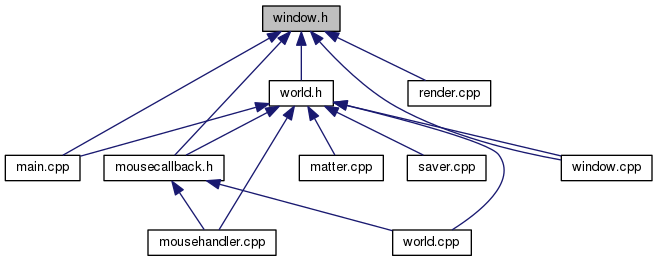 window.h
world.h
render.cpp
main.cpp
mousecallback.h
matter.cpp
saver.cpp
window.cpp
mousehandler.cpp
world.cpp